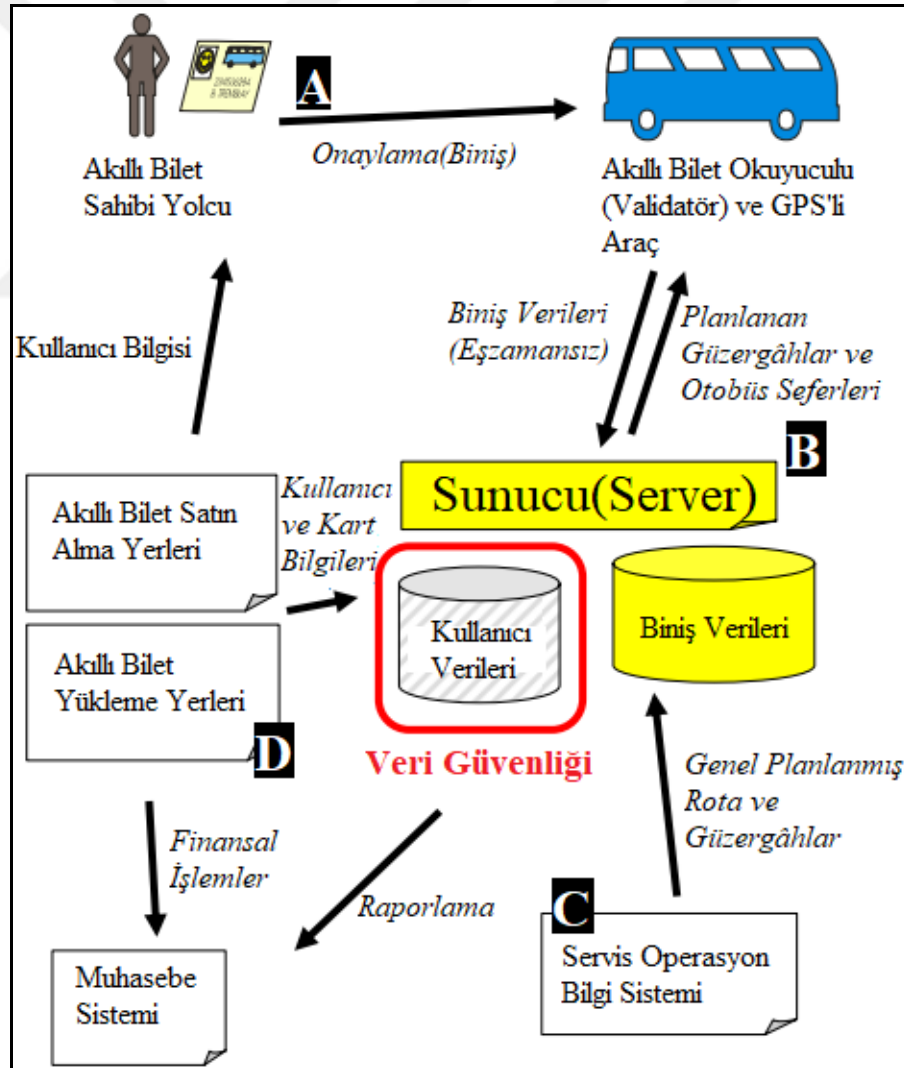 A
Onaylama(Biniş)
Akıllı Bilet
Sahibi Yolcu
Akıllı Bilet Okuyuculu
(Validatör) ve GPS'li
Araç
Kullanıcı Bilgisi
Biniş Verileri
(Eşzamansız)
Planlanan
Güzergâhlar ve
Otobüs Seferleri
B
Sunucu(Server)
Akıllı Bilet Satın
Alma Yerleri
Kullanıcı
ve Kart
Bilgileri
Kullanıcı
Verileri
Biniş Verileri
Akıllı Bilet
Yükleme Yerleri
D
Veri Güvenliği
Genel Planlanmış
Rota ve
Güzergâhlar
Finansal
İşlemler
Raporlama
C
Muhasebe
Sistemi
Servis Operasyon
Bilgi Sistemi